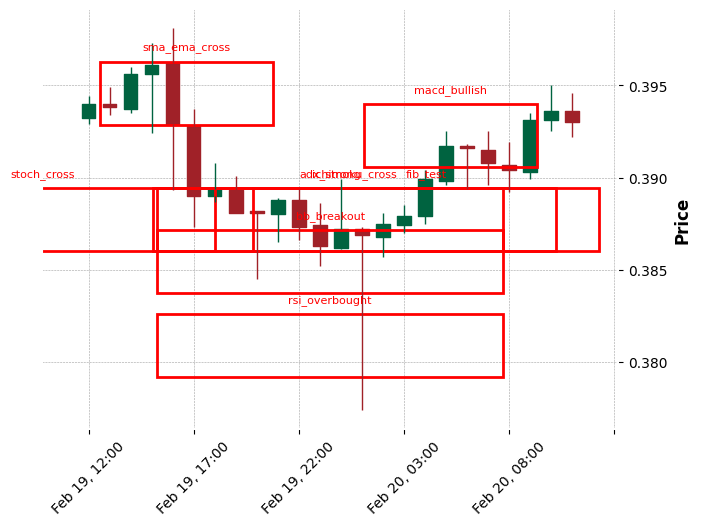 sma_ema_cross
macd_bullish
stoch_cross
fib_test
b_breakout
rsi_overbought
0.395
0.390
0.385
0.380
Price
Feb 19, 12:00
Feb 19, 17:00
Feb 19, 22:00
Feb 20, 03:00
Feb 20, 08:00